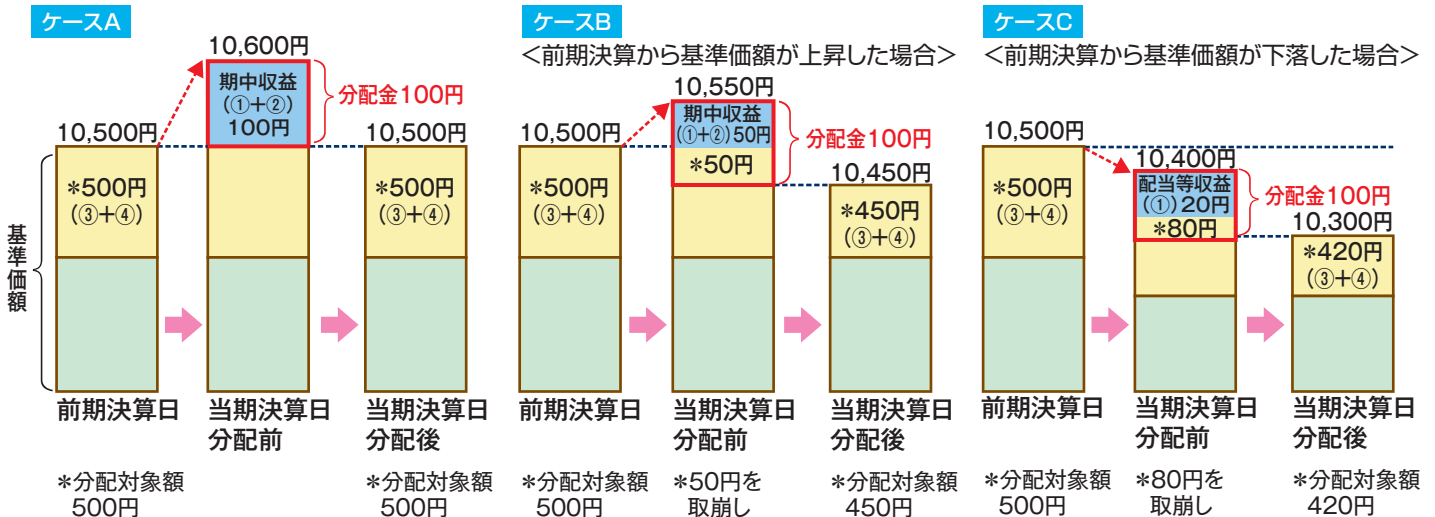 ケースA
10,600円
期中収益
(①+②)
100円
分配金100円
10,500円
10,500円
*500円
(③+④)
*500円
(③+④)
基準価額
前期決算日
当期決算日
分配前
当期決算日
分配後
*分配対象額
500円
*分配対象額
500円
ケースB
<前期決算から基準価額が上昇した場合>
10,550円
期中収益
(①+②)50円
*50円
分配金100円
10,500円
10,450円
*500円
(③+④)
*450円
(③+④)
前期決算日
当期決算日
分配前
当期決算日
分配後
*分配対象額
500円
*50円を
取崩し
*分配対象額
450円
ケースC
<前期決算から基準価額が下落した場合>
10,500円
10,400円
配当等収益
(①)20円
*80円
分配金100円
10,300円
*500円
(③+④)
*420円
(③+④)
前期決算日
当期決算日
分配前
当期決算日
分配後
*分配対象額
500円
*80円を
取崩し
*分配対象額
420円